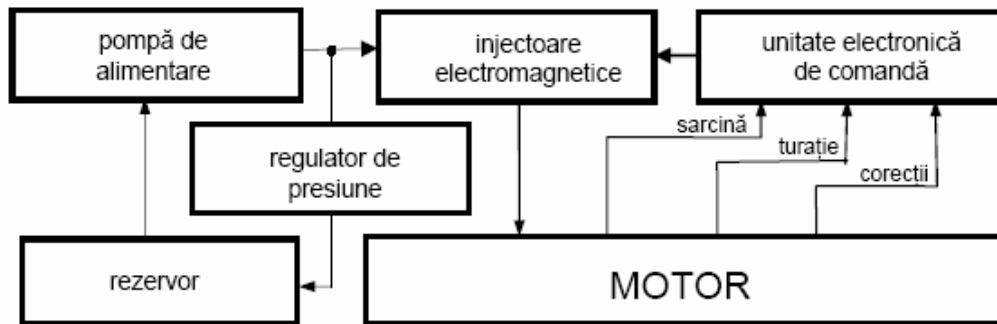 pompă de
alimentare
injectoare
electromagnetice
unitate electronică
de comandă
sarcină
turație
corecții
regulator de
presiune
rezervor
MOTOR